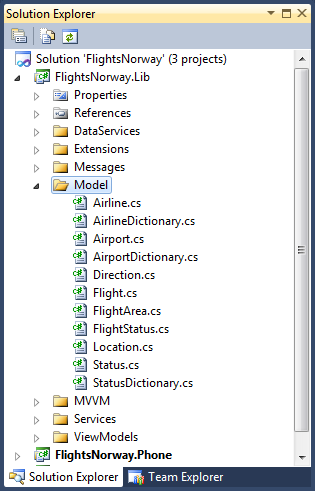 Solution Explorer
Solution 'FlightsNorway' (3 projects)
FlightsNorway.Lib
Properties
References
DataServices
Extensions
Messages
Model
Airline.cs
AirlineDictionary.cs
Airport.cs
AirportDictionary.cs
Direction.cs
Flight.cs
FlightArea.cs
FlightStatus.cs
Location.cs
Status.cs
StatusDictionary.cs
MVVM
Services
ViewModels
FlightsNorway.Phone
Solution Explorer Team Explorer